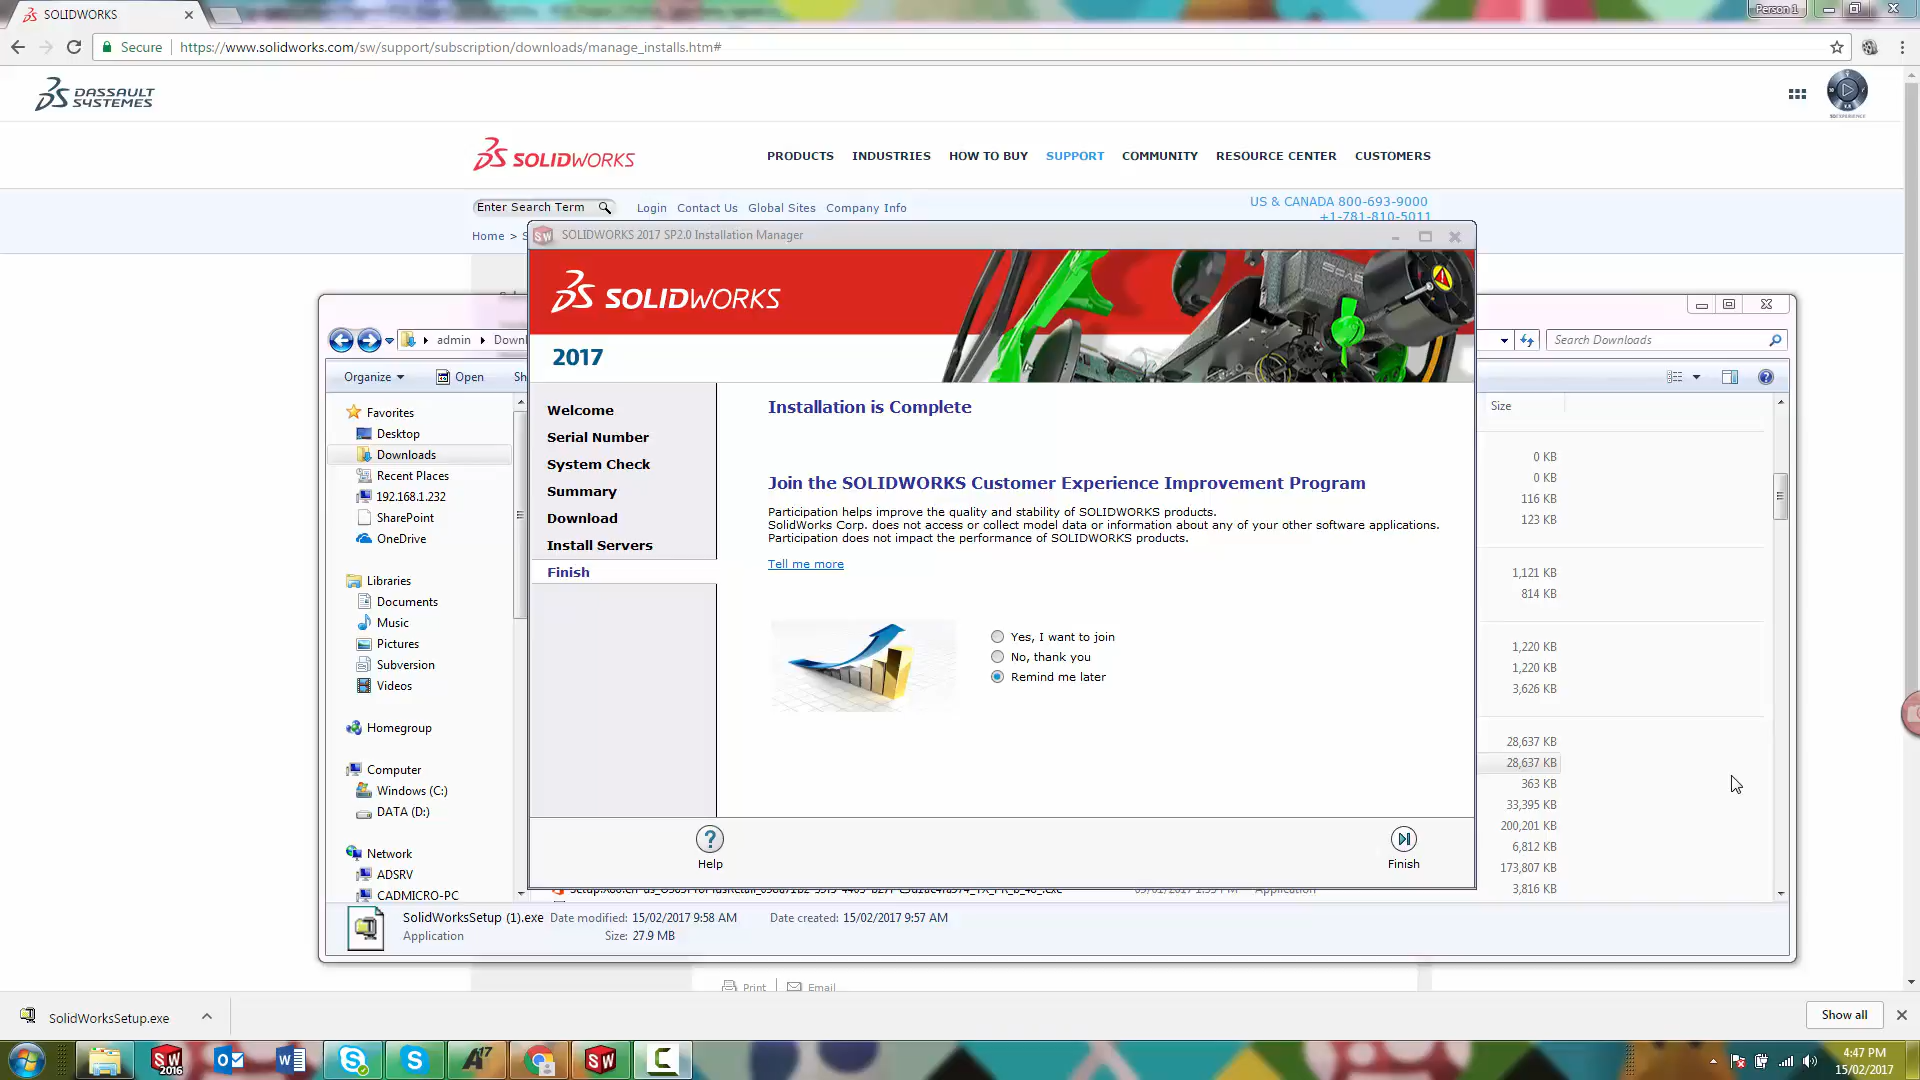 SOLIDWORKS
Person 1
Secure
https://www.solidworks.com/sw/support/subscription/downloads/manage_installs.htm#
DASSAULT
SYSTEMES
SOLIDWORKS
PRODUCTS INDUSTRIES HOW TO BUY SUPPORT COMMUNITY RESOURCE CENTER CUSTOMERS
Enter Search Term Login Contact Us Global Sites Company Info
US & CANADA 800-693-9000
+1-781-810-5011
Home >
SOLIDWORKS 2017 SP2.0 Installation Manager
SOLIDWORKS
2017
admin
Search Downloads
Organize
Open
Size
Favorites
Desktop
Downloads
Recent Places
192.168.1.232
SharePoint
OneDrive
Libraries
Documents
Music
Pictures
Subversion
Videos
Homegroup
Computer
Windows (C:)
DATA (D:)
Network
ADSRV
CADMICRO-PC
Welcome
Serial Number
System Check
Summary
Download
Install Servers
Finish
Installation is Complete
Join the SOLIDWORKS Customer Experience Improvement Program
Participation helps improve the quality and stability of SOLIDWORKS products.
SolidWorks Corp. does not access or collect model data or information about any of your other software applications.
Participation does not impact the performance of SOLIDWORKS products.
Tell me more
Yes, I want to join
No, thank you
Remind me later
Help
Finish
0 KB
0 KB
116 KB
123 KB
1,121 KB
814 KB
1,220 KB
1,220 KB
3,626 KB
28,637 KB
28,637 KB
363 KB
33,395 KB
200,201 KB
6,812 KB
173,807 KB
3,816 KB
SolidWorksSetup (1).exe Date modified: 15/02/2017 9:58 AM Date created: 15/02/2017 9:57 AM
Application Size: 27.9 MB
Print
Email
SolidWorksSetup.exe
Show all
SW
2016
4:47 PM
15/02/2017